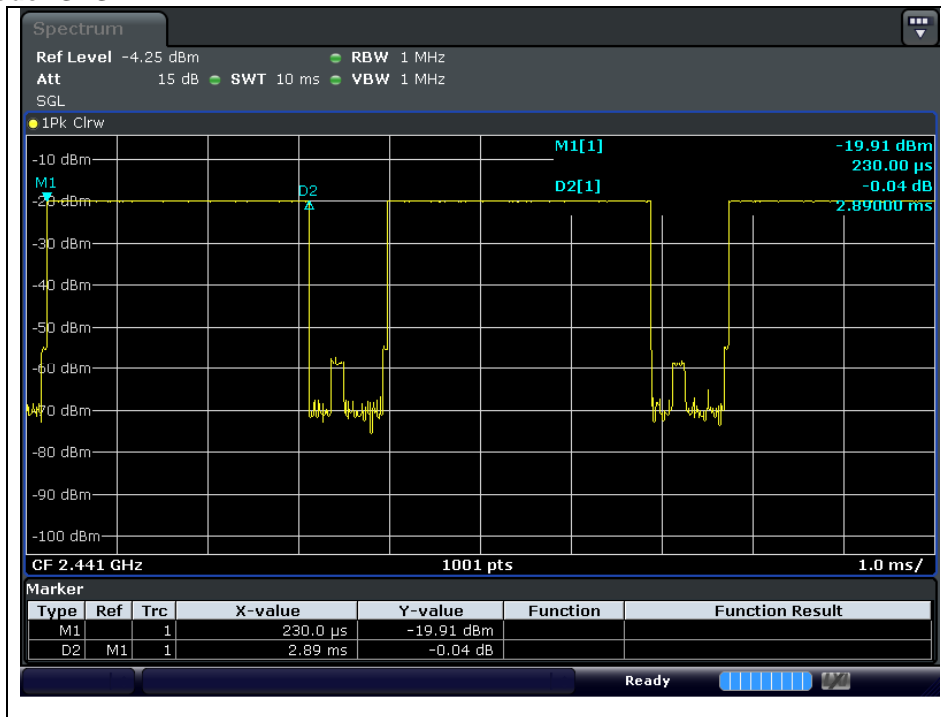 Spectrum
Ref Level -4.25 dBm RBW 1 MHz
Att 15 dB SWT 10 ms VBW 1 MHz
SGL
1Pk Clrw
M1[1] -19.91 dBm
230.00 µs
D2[1] -0.04 dB
2.89000 ms
M1
D2
-10 dBm
-20 dBm
-30 dBm
-40 dBm
-50 dBm
-60 dBm
-70 dBm
-80 dBm
-90 dBm
-100 dBm
CF 2.441 GHz 1001 pts 1.0 ms/
Marker
Type Ref Trc X-value Y-value Function Function Result
M1 1 230.0 µs -19.91 dBm
D2 M1 1 2.89 ms -0.04 dB
Ready